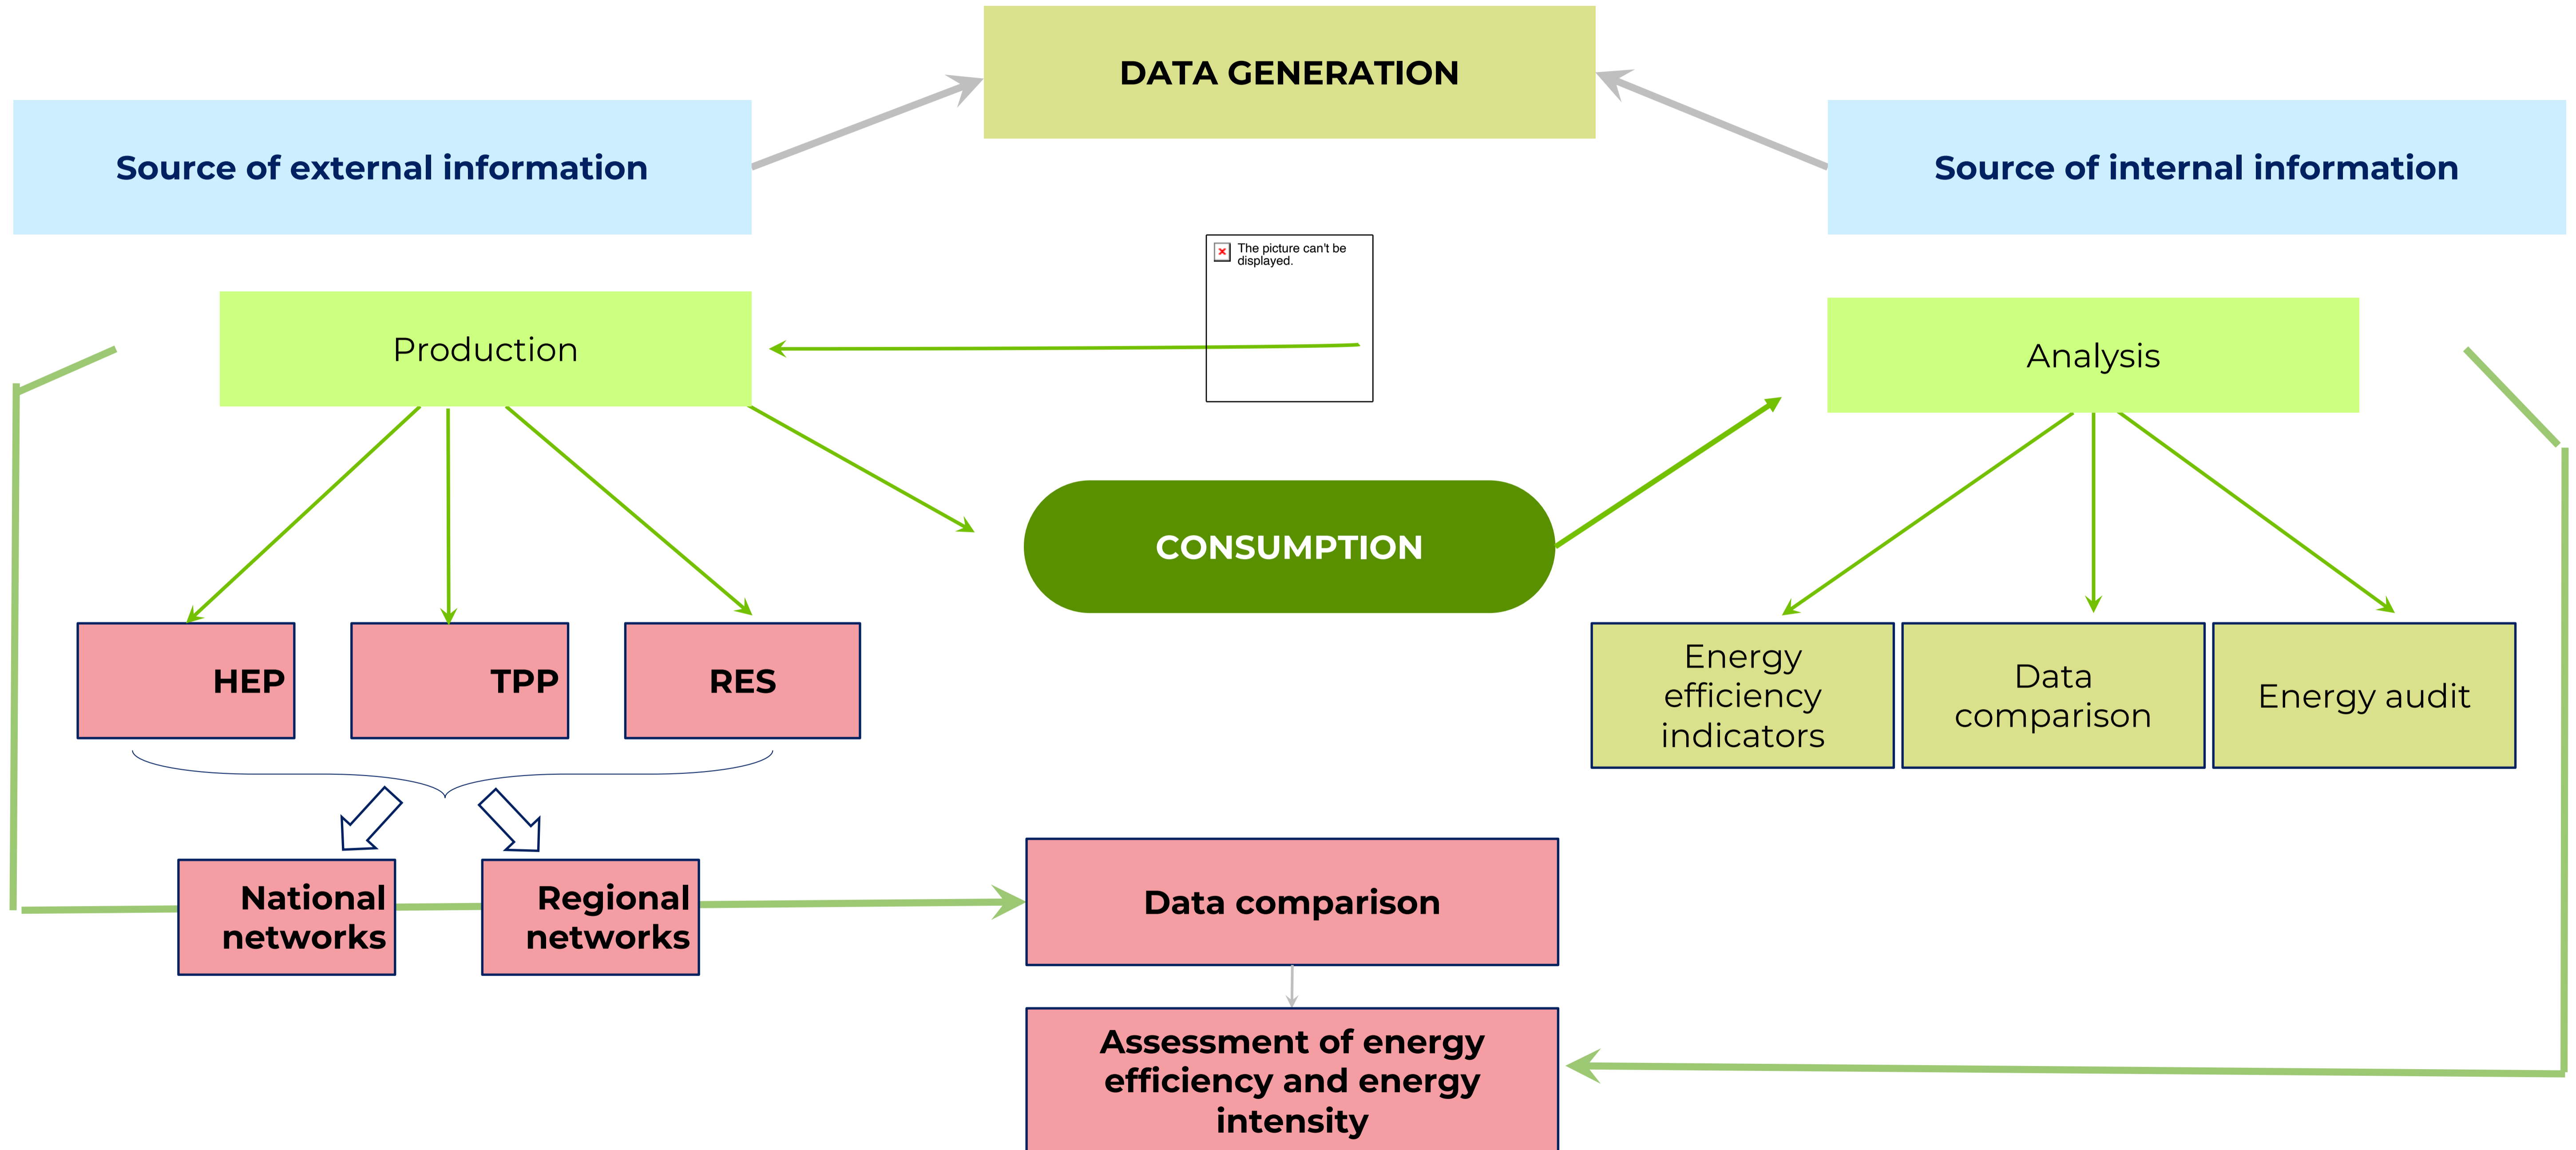 DATA GENERATION
Source of external information
Source of internal information
The picture can't be
displayed.
Production
Analysis
CONSUMPTION
HEP
TPP
RES
Energy
efficiency
indicators
Data
comparison
Energy audit
National
networks
Regional
networks
Data comparison
Assessment of energy
efficiency and energy
intensity